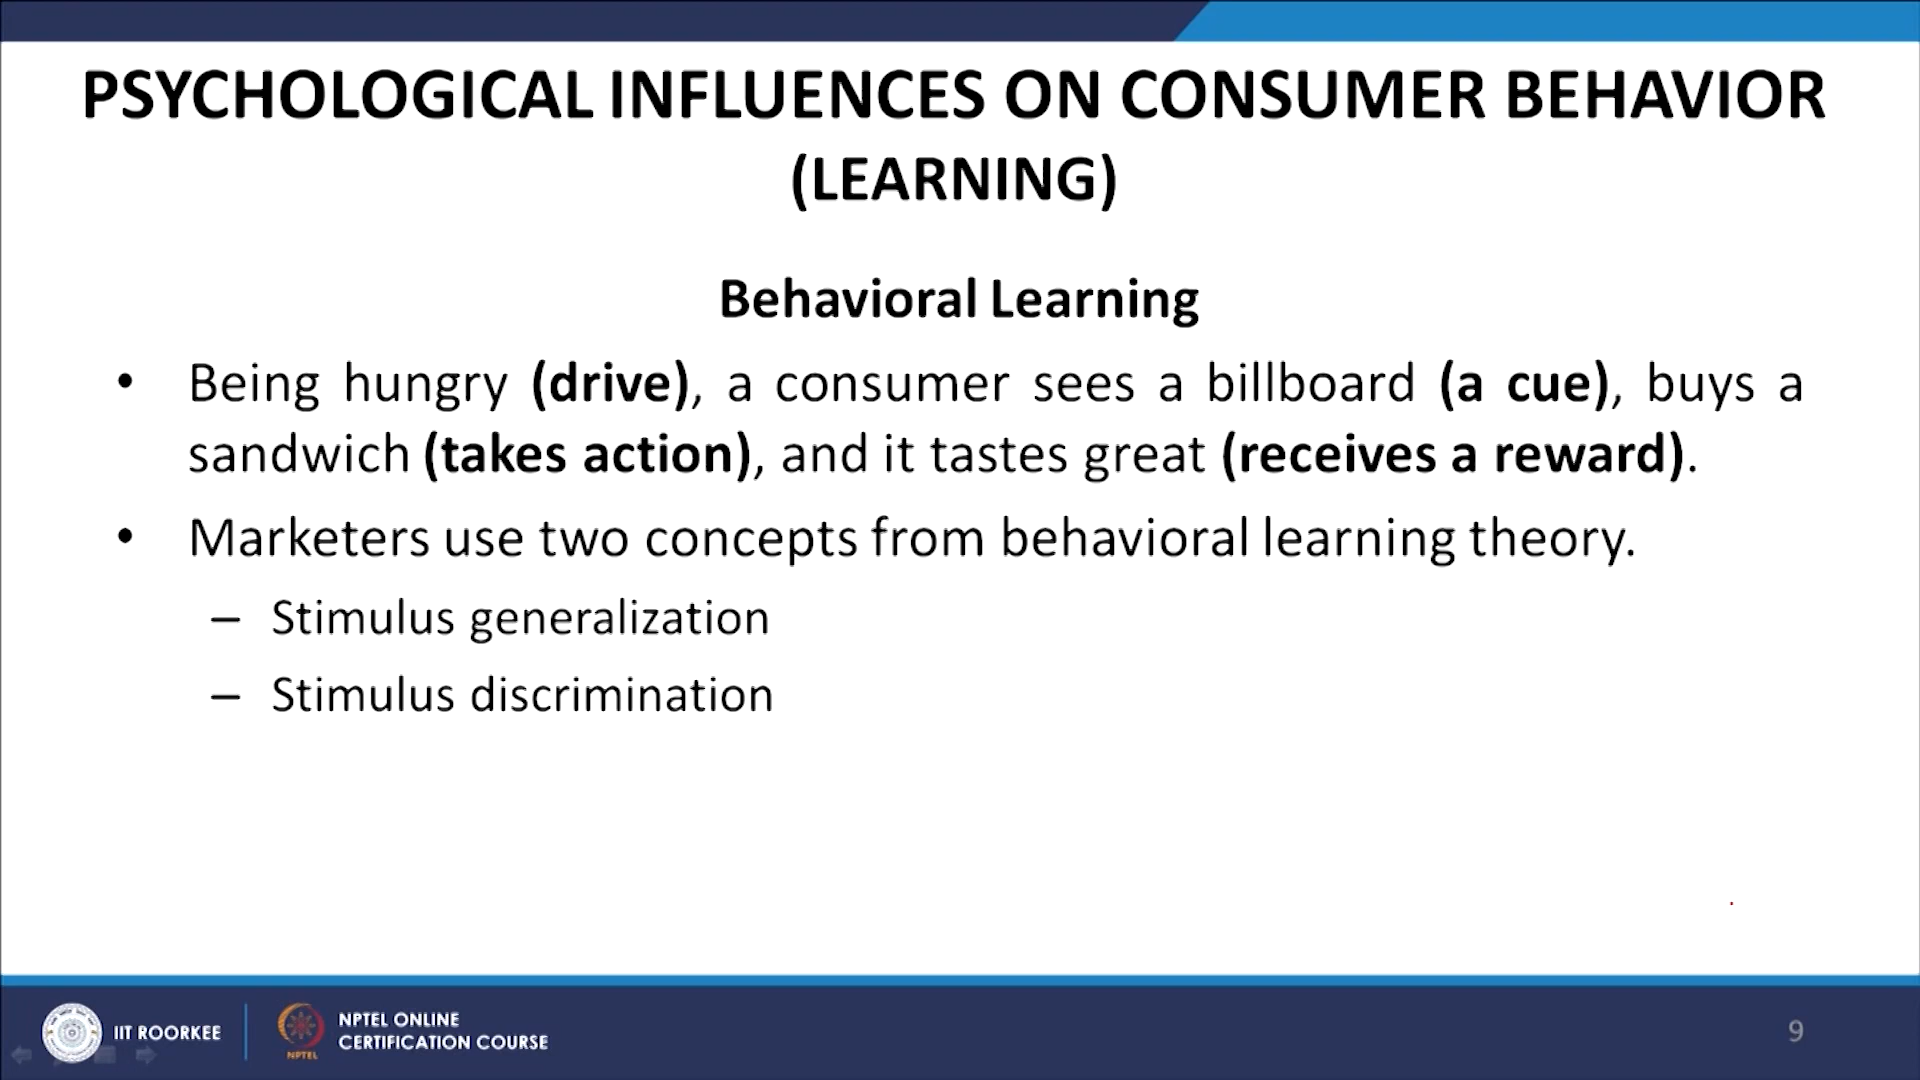 PSYCHOLOGICAL INFLUENCES ON CONSUMER BEHAVIOR
(LEARNING)
Behavioral Learning
• Being hungry (drive), a consumer sees a billboard (a cue), buys a
sandwich (takes action), and it tastes great (receives a reward).
• Marketers use two concepts from behavioral learning theory.
– Stimulus generalization
– Stimulus discrimination
IIT ROORKEE
NPTEL
NPTEL ONLINE
CERTIFICATION COURSE
9